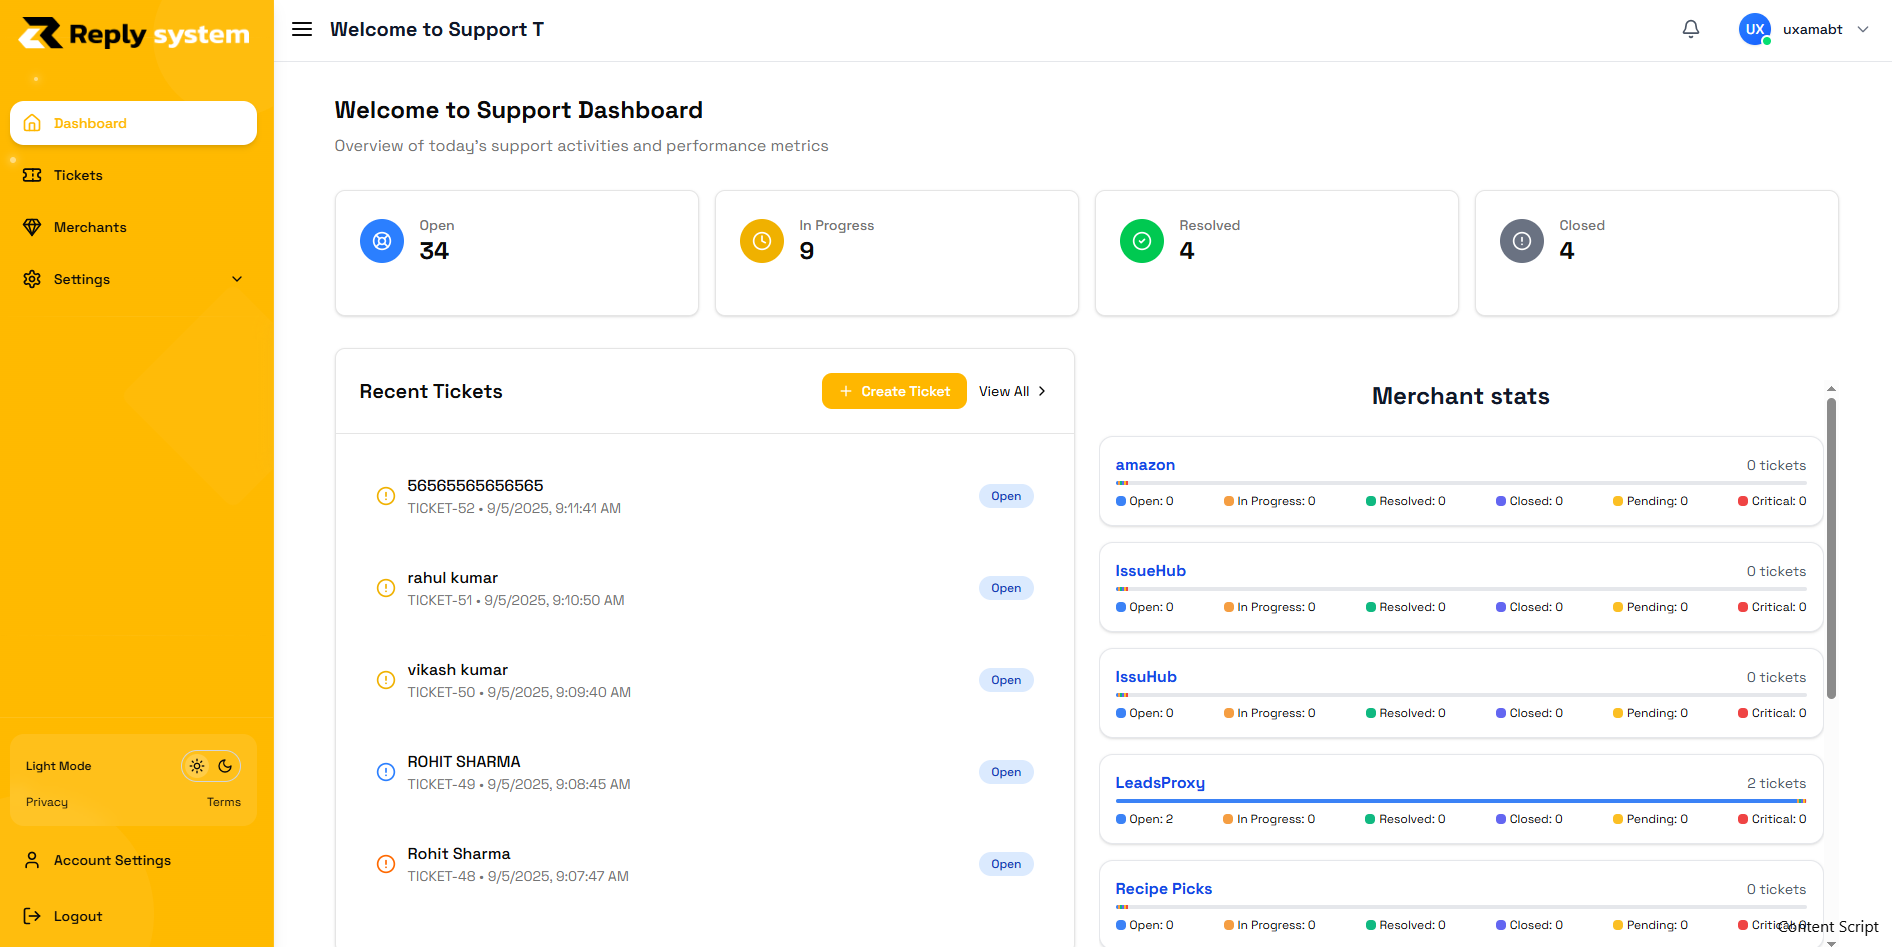 Reply system
Dashboard
Tickets
Merchants
Settings
Light Mode
Privacy
Terms
Account Settings
Logout
Welcome to Support T
UX
uxamabt
Welcome to Support Dashboard
Overview of today's support activities and performance metrics
Open
34
In Progress
9
Resolved
4
Closed
4
Recent Tickets
+ Create Ticket
View All
56565565656565
TICKET-52 • 9/5/2025, 9:11:41 AM
Open
rahul kumar
TICKET-51 • 9/5/2025, 9:10:50 AM
Open
vikash kumar
TICKET-50 • 9/5/2025, 9:09:40 AM
Open
ROHIT SHARMA
TICKET-49 • 9/5/2025, 9:08:45 AM
Open
Rohit Sharma
TICKET-48 • 9/5/2025, 9:07:47 AM
Open
Merchant stats
amazon 0 tickets
Open: 0 In Progress: 0 Resolved: 0 Closed: 0 Pending: 0 Critical: 0
IssueHub 0 tickets
Open: 0 In Progress: 0 Resolved: 0 Closed: 0 Pending: 0 Critical: 0
IssuHub 0 tickets
Open: 0 In Progress: 0 Resolved: 0 Closed: 0 Pending: 0 Critical: 0
LeadsProxy 2 tickets
Open: 2 In Progress: 0 Resolved: 0 Closed: 0 Pending: 0 Critical: 0
Recipe Picks 0 tickets
Open: 0 In Progress: 0 Resolved: 0 Closed: 0 Pending: 0 Critical: 0
Content Script